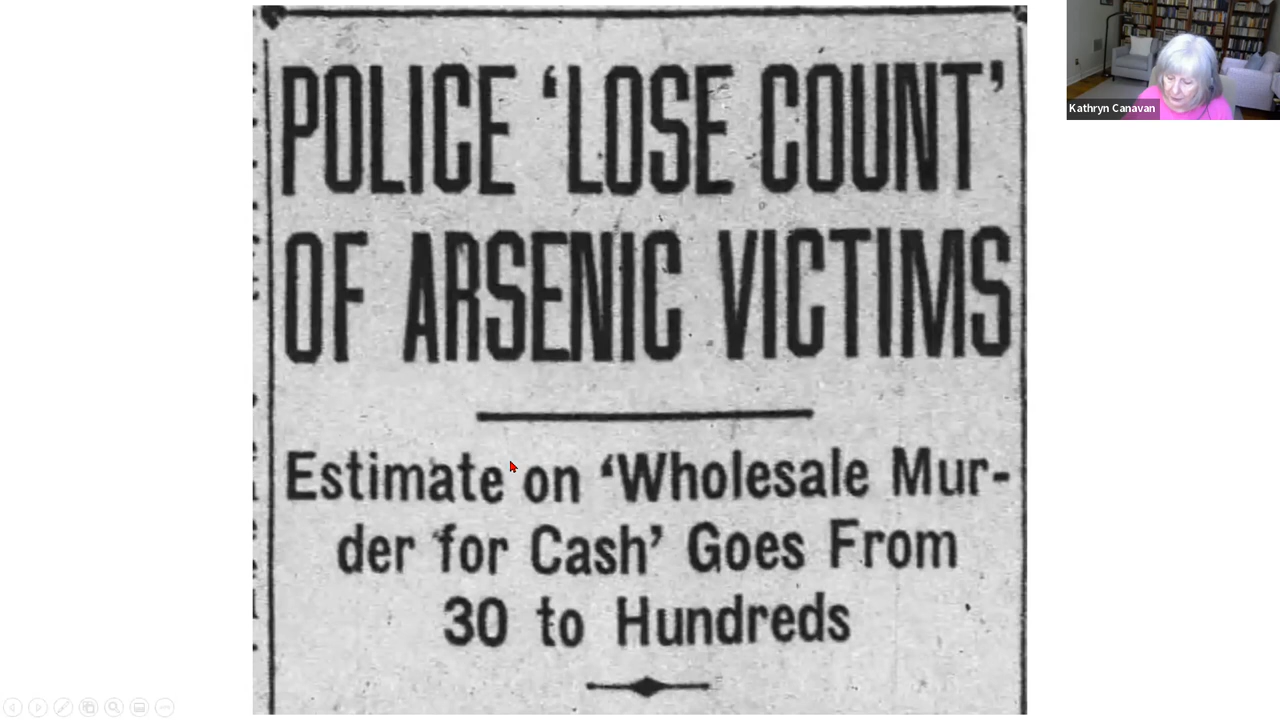 POLICE ‘LOSE COUNT’
OF ARSENIC VICTIMS
Estimate on ‘Wholesale Mur-
der for Cash’ Goes From
30 to Hundreds
Kathryn Canavan